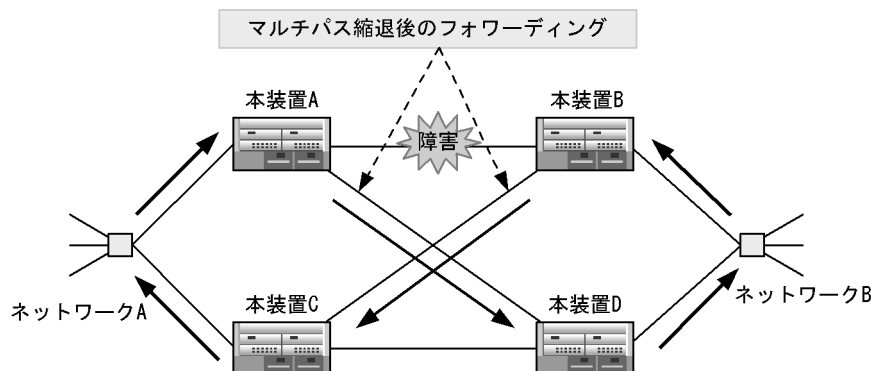 マルチパス縮退後のフォワーディング
本装置A
本装置B
障害
ネットワークA
本装置C
本装置D
ネットワークB